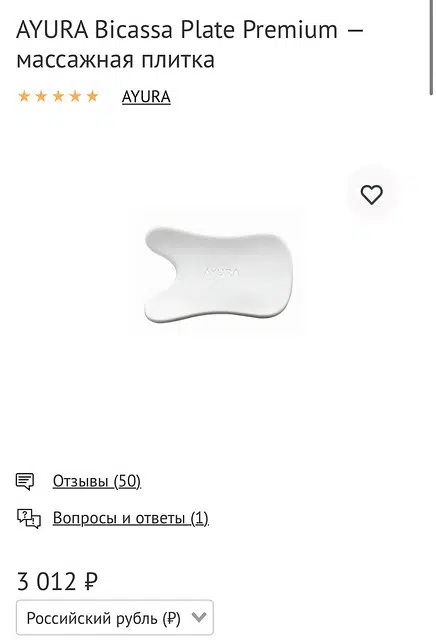 AYURA Bicassa Plate Premium —
массажная плитка
AYURA
AYURA
Отзывы (50)
Вопросы и ответы (1)
3 012 ₽
Российский рубль (₽)